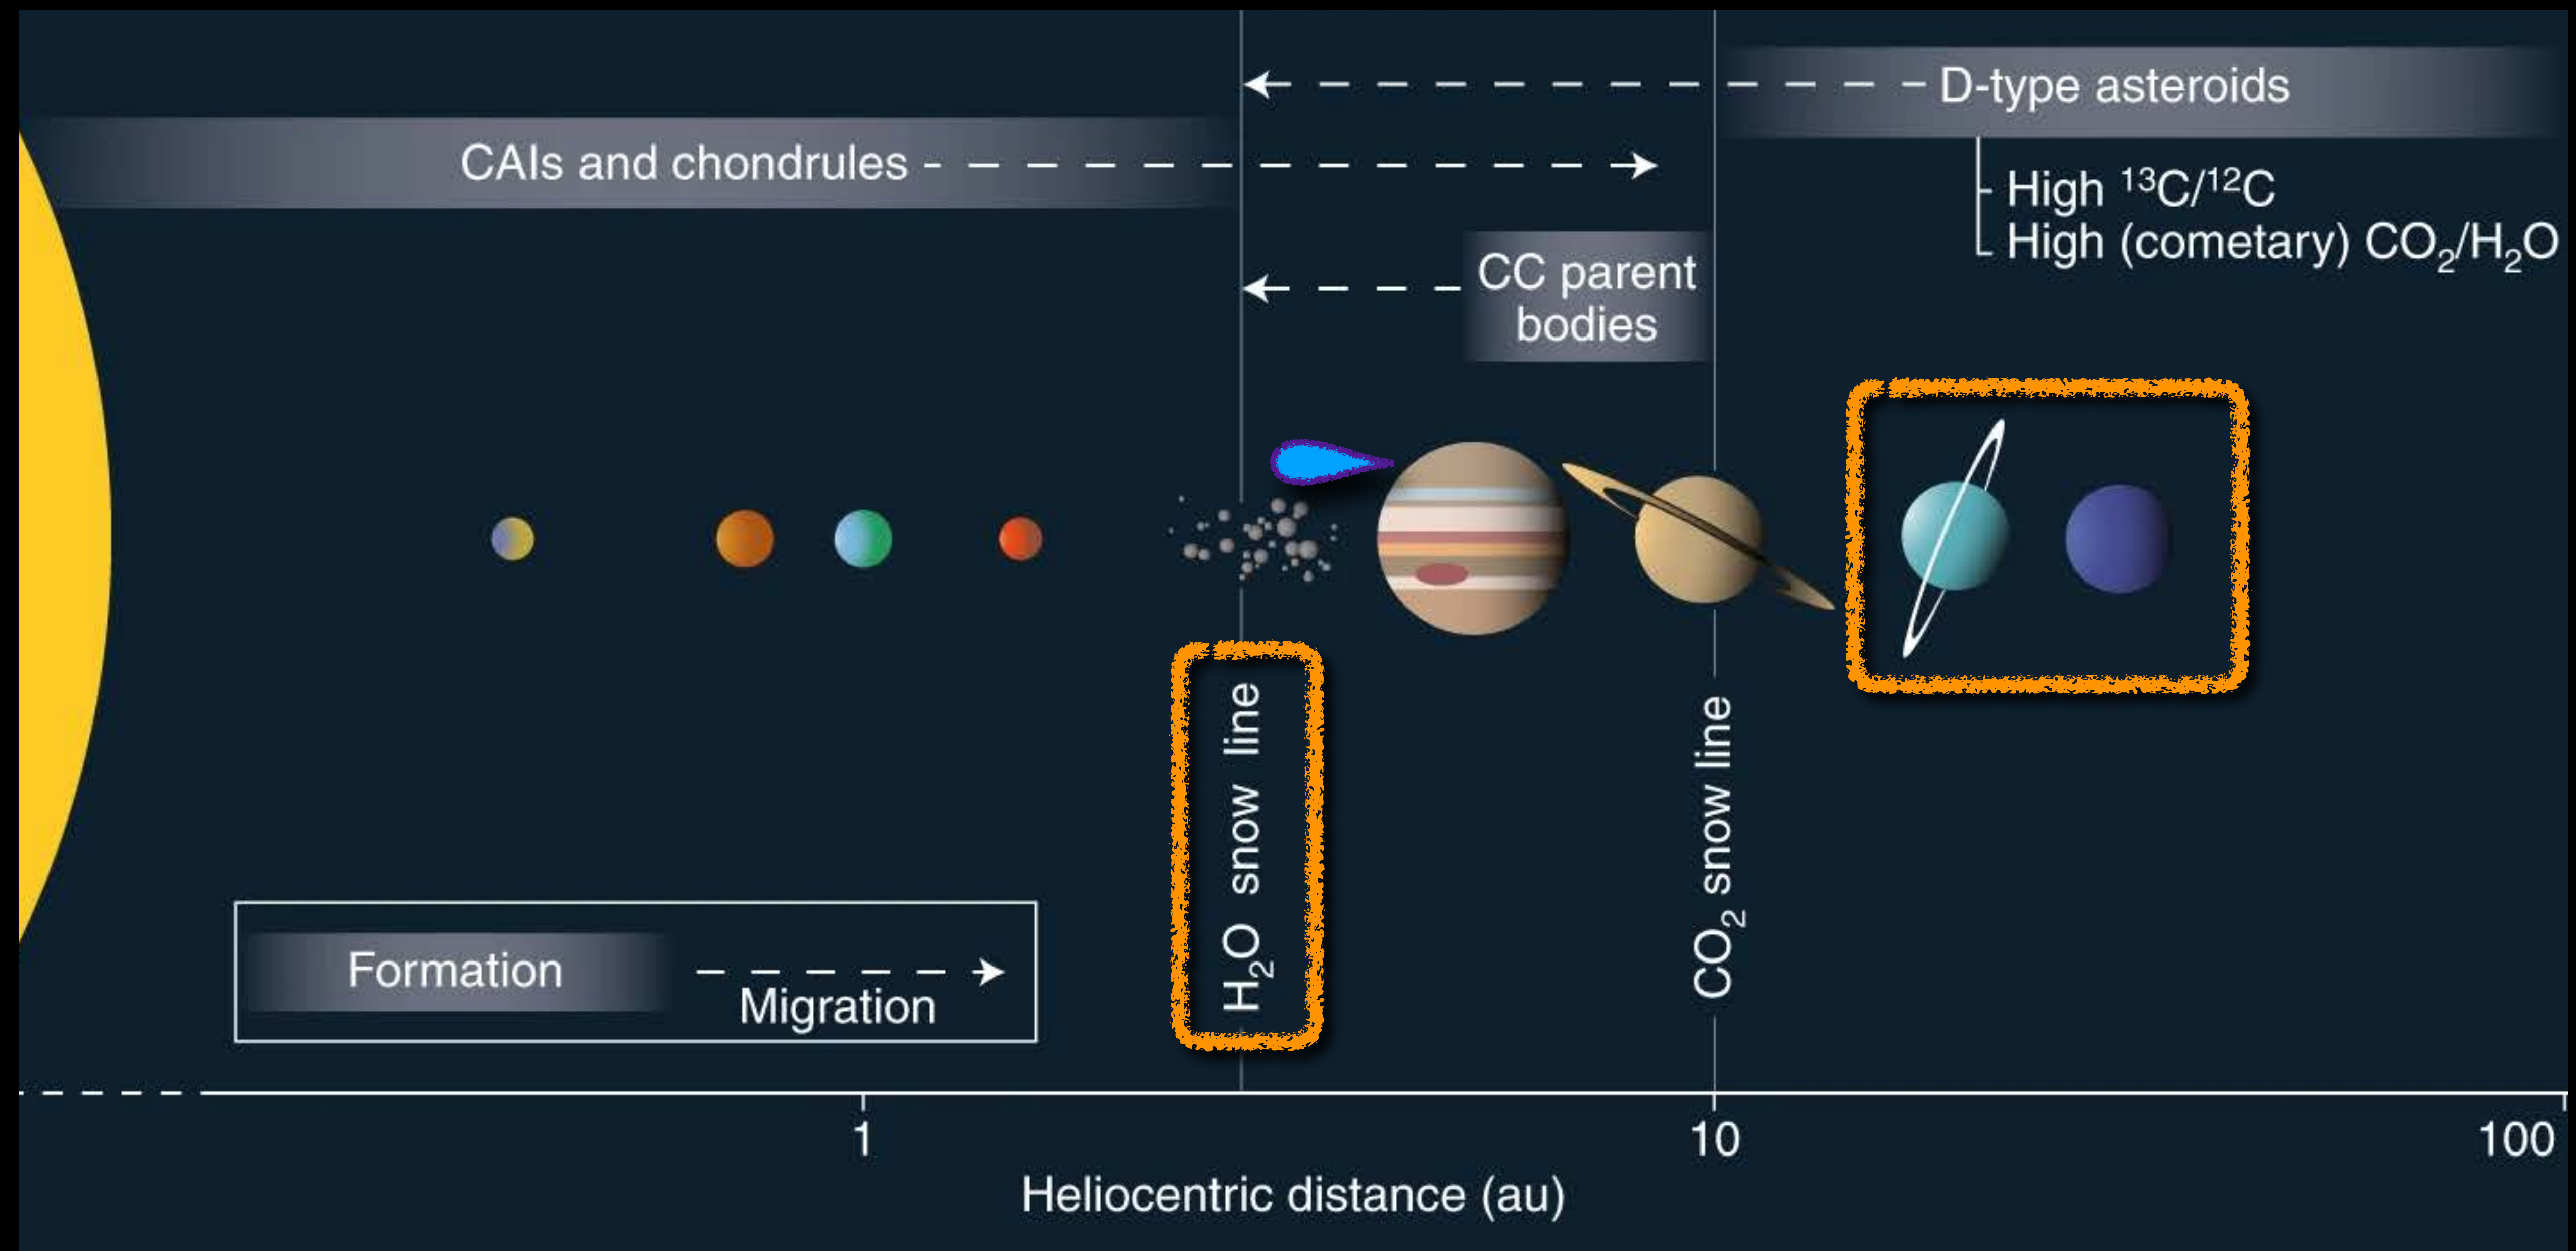 D-type asteroids
CAIs and chondrules
High ¹³C/¹²C
High (cometary) CO₂/H₂O
CC parent
bodies
H₂O snow line
CO₂ snow line
Formation
Migration
1
10
100
Heliocentric distance (au)